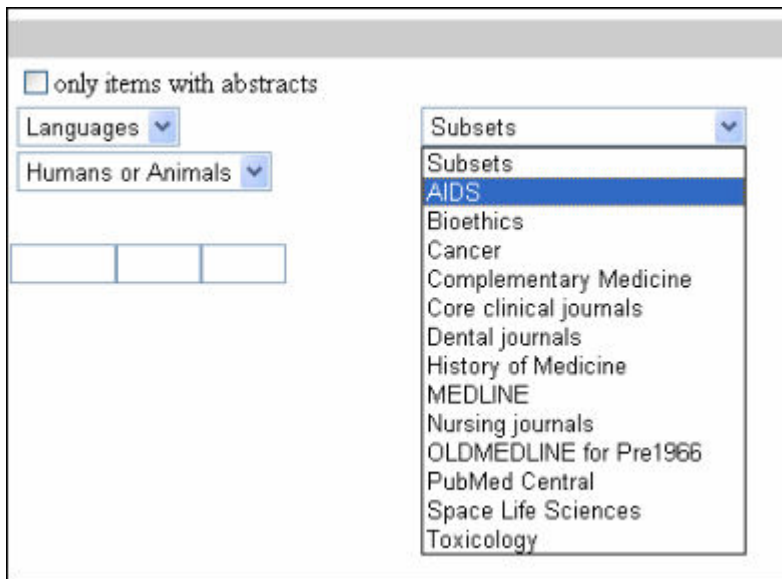 only items with abstracts
Languages
Humans or Animals
Subsets
Subsets
AIDS
Bioethics
Cancer
Complementary Medicine
Core clinical journals
Dental journals
History of Medicine
MEDLINE
Nursing journals
OLDMEDLINE for Pre1966
PubMed Central
Space Life Sciences
Toxicology